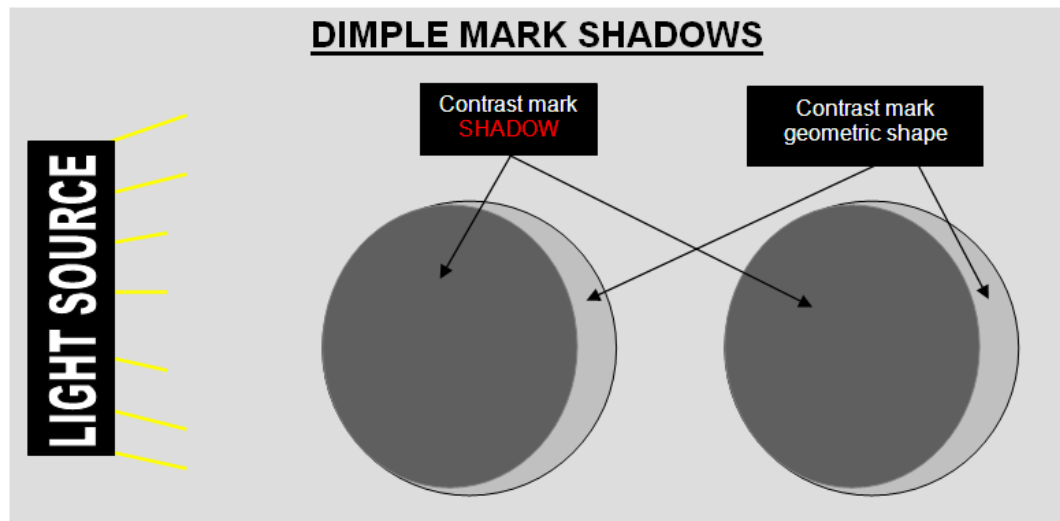 DIMPLE MARK SHADOWS
Contrast mark
SHADOW
Contrast mark
geometric shape
LIGHT SOURCE